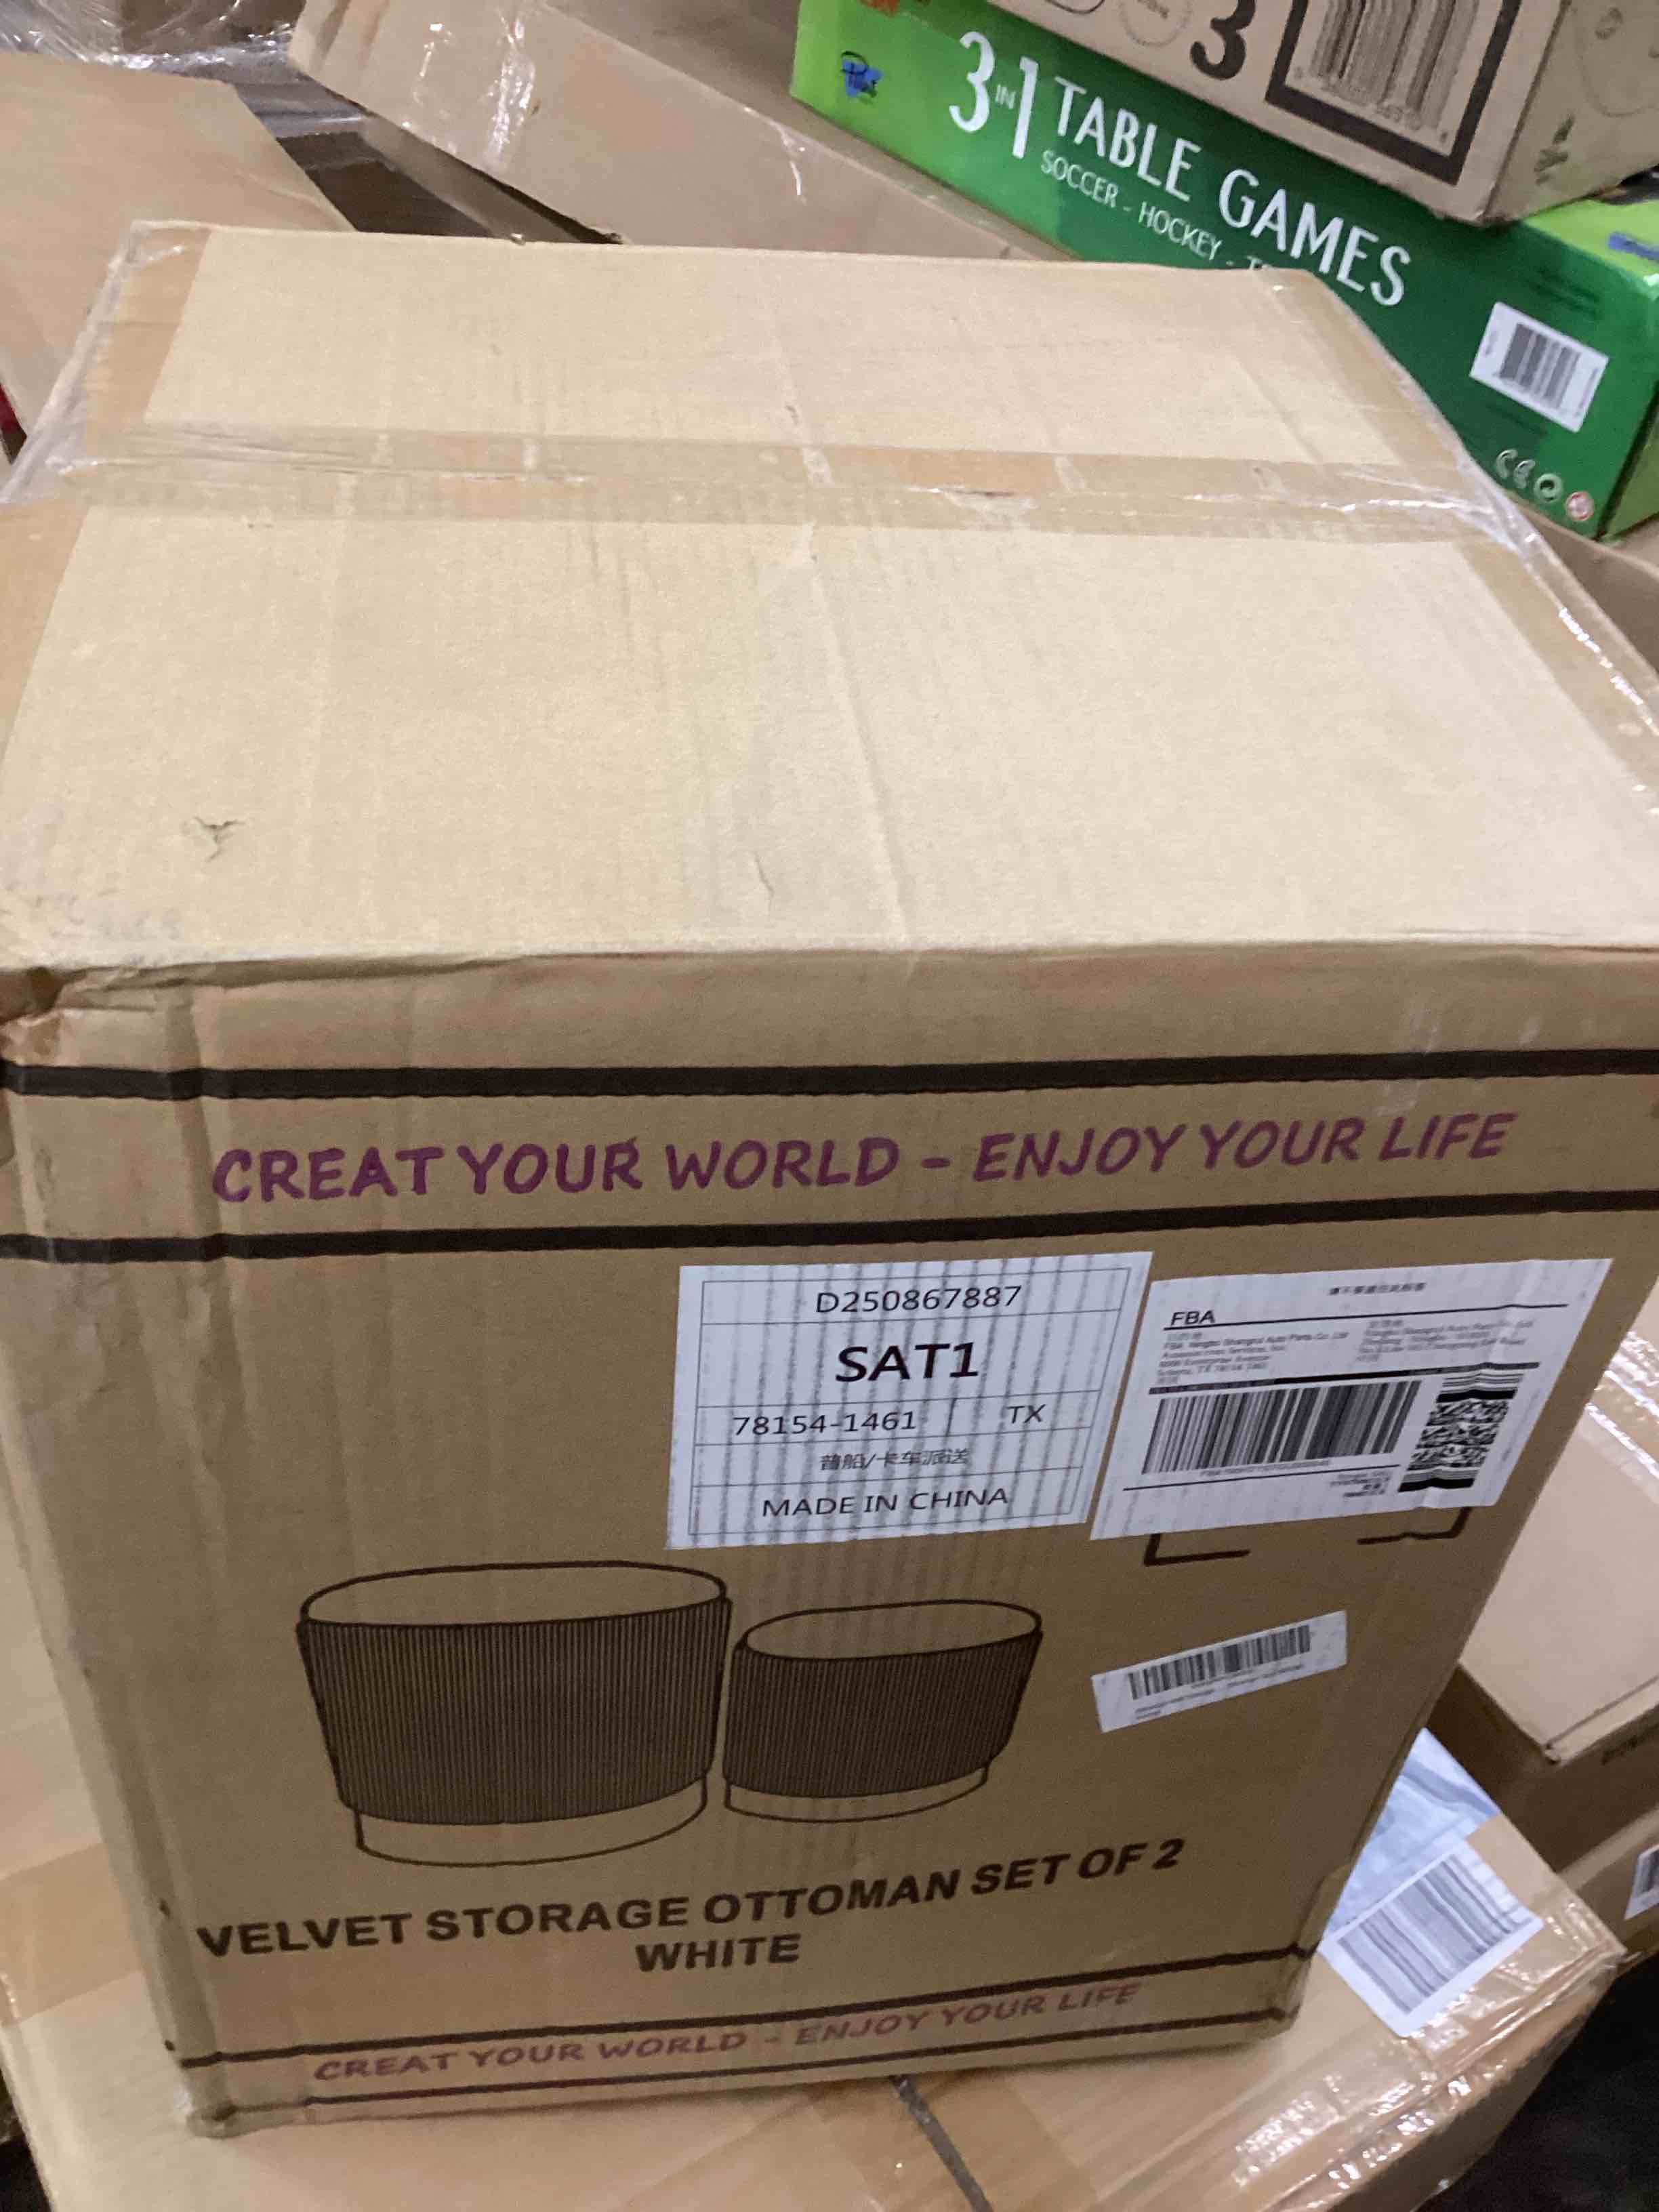 3 IN 1 TABLE GAMES
SOCCER - HOCKEY -
3
CREAT YOUR WORLD - ENJOY YOUR LIFE
D250867887
SAT1
78154-1461 TX
普船/卡车派送
MADE IN CHINA
FBA
VELVET STORAGE OTTOMAN SET OF 2
WHITE
CREAT YOUR WORLD - ENJOY YOUR LIFE